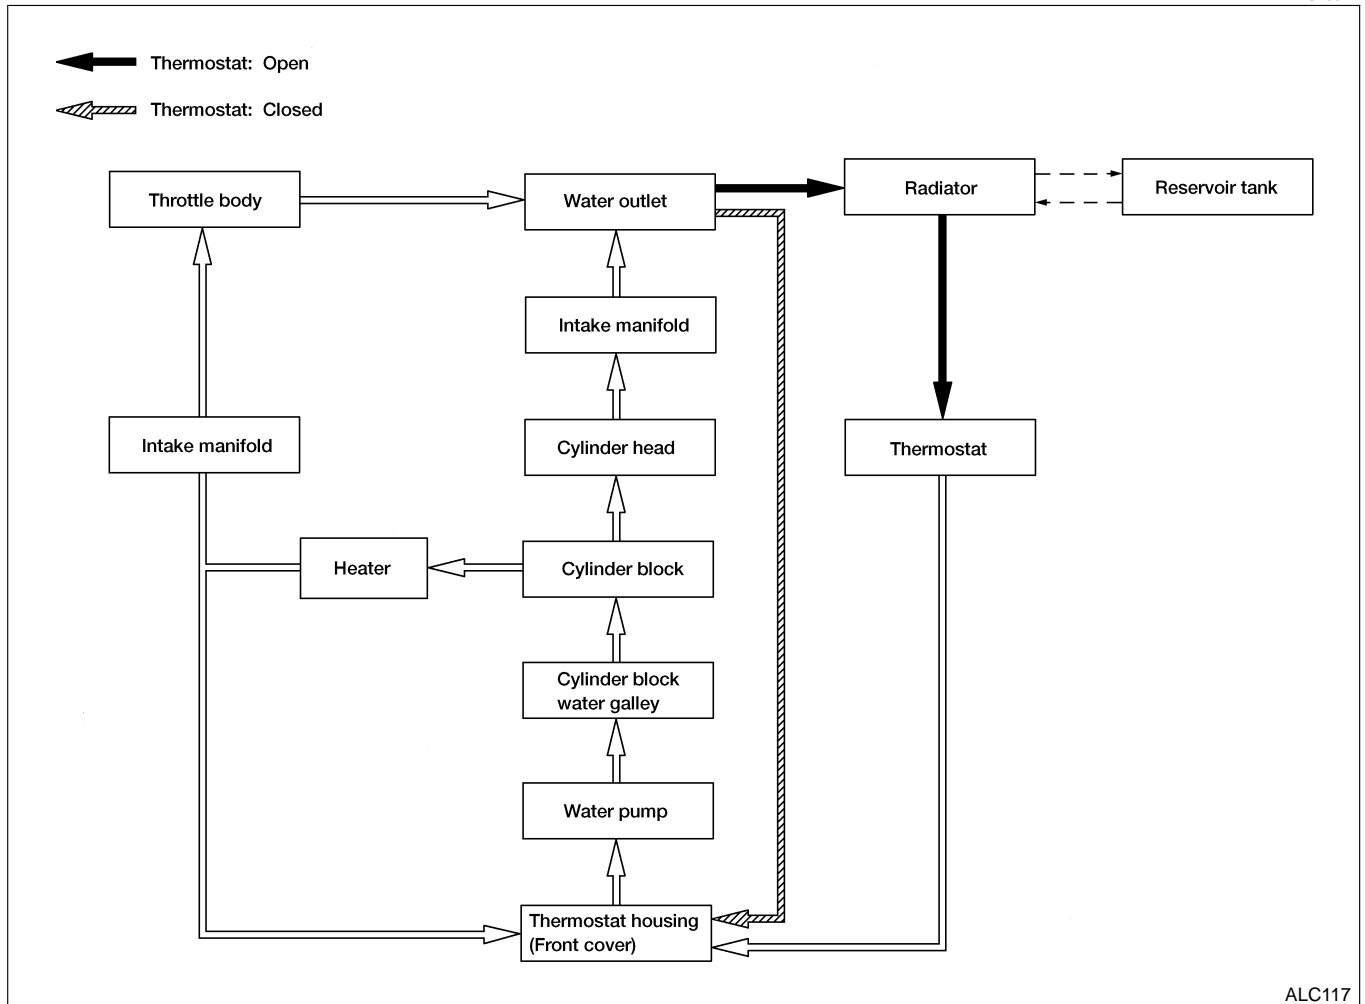 Thermostat: Open
Thermostat: Closed
Throttle body
Water outlet
Radiator
Reservoir tank
Intake manifold
Intake manifold
Cylinder head
Thermostat
Heater
Cylinder block
Cylinder block
water galley
Water pump
Thermostat housing
(Front cover)
ALC117